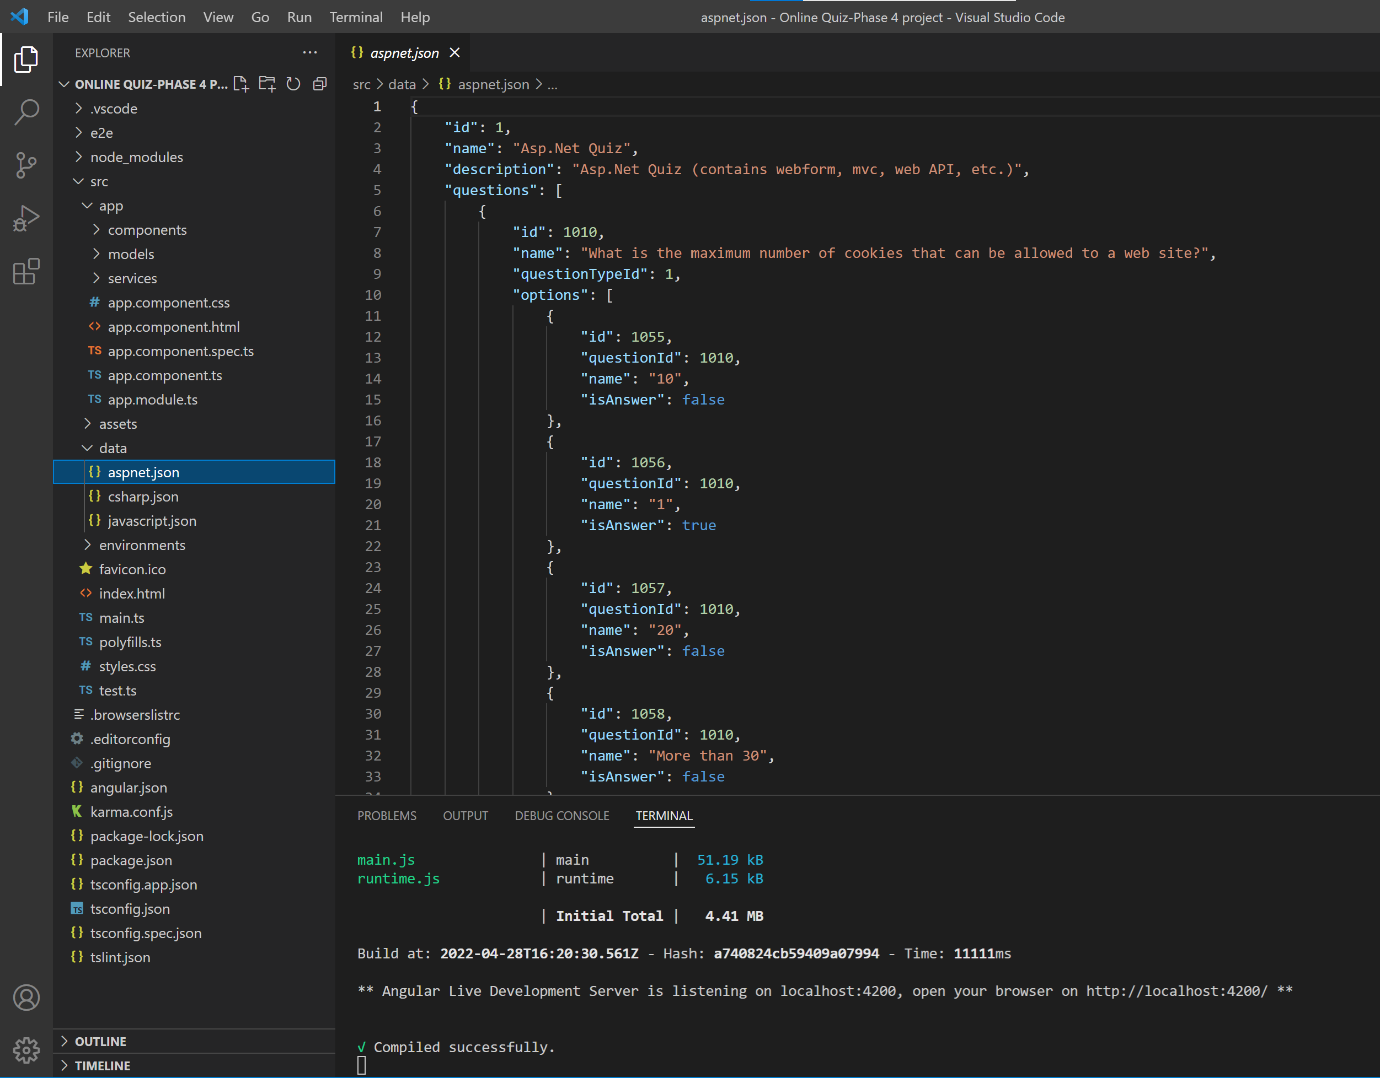 File Edit Selection View Go Run Terminal Help
aspnet.json - Online Quiz-Phase 4 project - Visual Studio Code
EXPLORER
ONLINE QUIZ-PHASE 4 P...
.vscode
e2e
node_modules
src
app
components
models
services
# app.component.css
<> app.component.html
TS app.component.spec.ts
TS app.component.ts
TS app.module.ts
assets
data
{} aspnet.json
{} csharp.json
{} javascript.json
environments
favicon.ico
<> index.html
TS main.ts
TS polyfills.ts
# styles.css
TS test.ts
.browserslistrc
.editorconfig
.gitignore
{} angular.json
karma.conf.js
{} package-lock.json
{} package.json
{} tsconfig.app.json
TS tsconfig.json
{} tsconfig.spec.json
{} tslint.json
OUTLINE
TIMELINE
{} aspnet.json
src > data > {} aspnet.json > ...
1 {
2 "id": 1,
3 "name": "Asp.Net Quiz",
4 "description": "Asp.Net Quiz (contains webform, mvc, web API, etc.)",
5 "questions": [
6 {
7 "id": 1010,
8 "name": "What is the maximum number of cookies that can be allowed to a web site?",
9 "questionTypeId": 1,
10 "options": [
11 {
12 "id": 1055,
13 "questionId": 1010,
14 "name": "10",
15 "isAnswer": false
16 },
17 {
18 "id": 1056,
19 "questionId": 1010,
20 "name": "1",
21 "isAnswer": true
22 },
23 {
24 "id": 1057,
25 "questionId": 1010,
26 "name": "20",
27 "isAnswer": false
28 },
29 {
30 "id": 1058,
31 "questionId": 1010,
32 "name": "More than 30",
33 "isAnswer": false
PROBLEMS OUTPUT DEBUG CONSOLE TERMINAL
main.js | main | 51.19 kB
runtime.js | runtime | 6.15 kB
| Initial Total | 4.41 MB
Build at: 2022-04-28T16:20:30.561Z - Hash: a740824cb59409a07994 - Time: 11111ms
** Angular Live Development Server is listening on localhost:4200, open your browser on http://localhost:4200/ **
√ Compiled successfully.